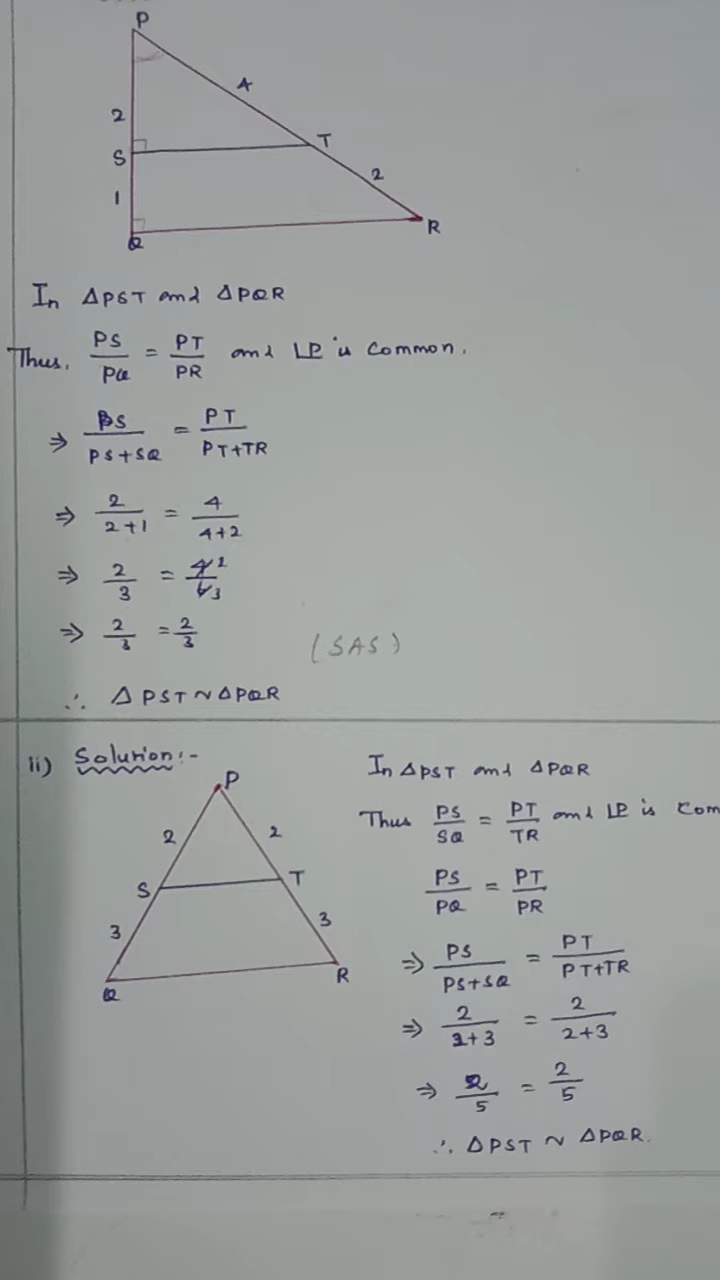 P
4
2
S
T
2
1
Q
R
In ΔPST and ΔPQR
Thus, PS/PQ = PT/PR and ∠P is common.
⇒ PS/PS+SQ = PT/PT+TR
⇒ 2/2+1 = 4/4+2
⇒ 2/3 = 4 2/6 3
⇒ 2/3 = 2/3
(SAS)
∴ ΔPST ~ ΔPQR
ii) Solution:-
P
2
2
S
T
3
3
Q
R
In ΔPST and ΔPQR
Thus PS/SQ = PT/TR and ∠P is com
PS/PQ = PT/PR
⇒ PS/PS+SQ = PT/PT+TR
⇒ 2/2+3 = 2/2+3
⇒ 2/5 = 2/5
∴ ΔPST ~ ΔPQR.